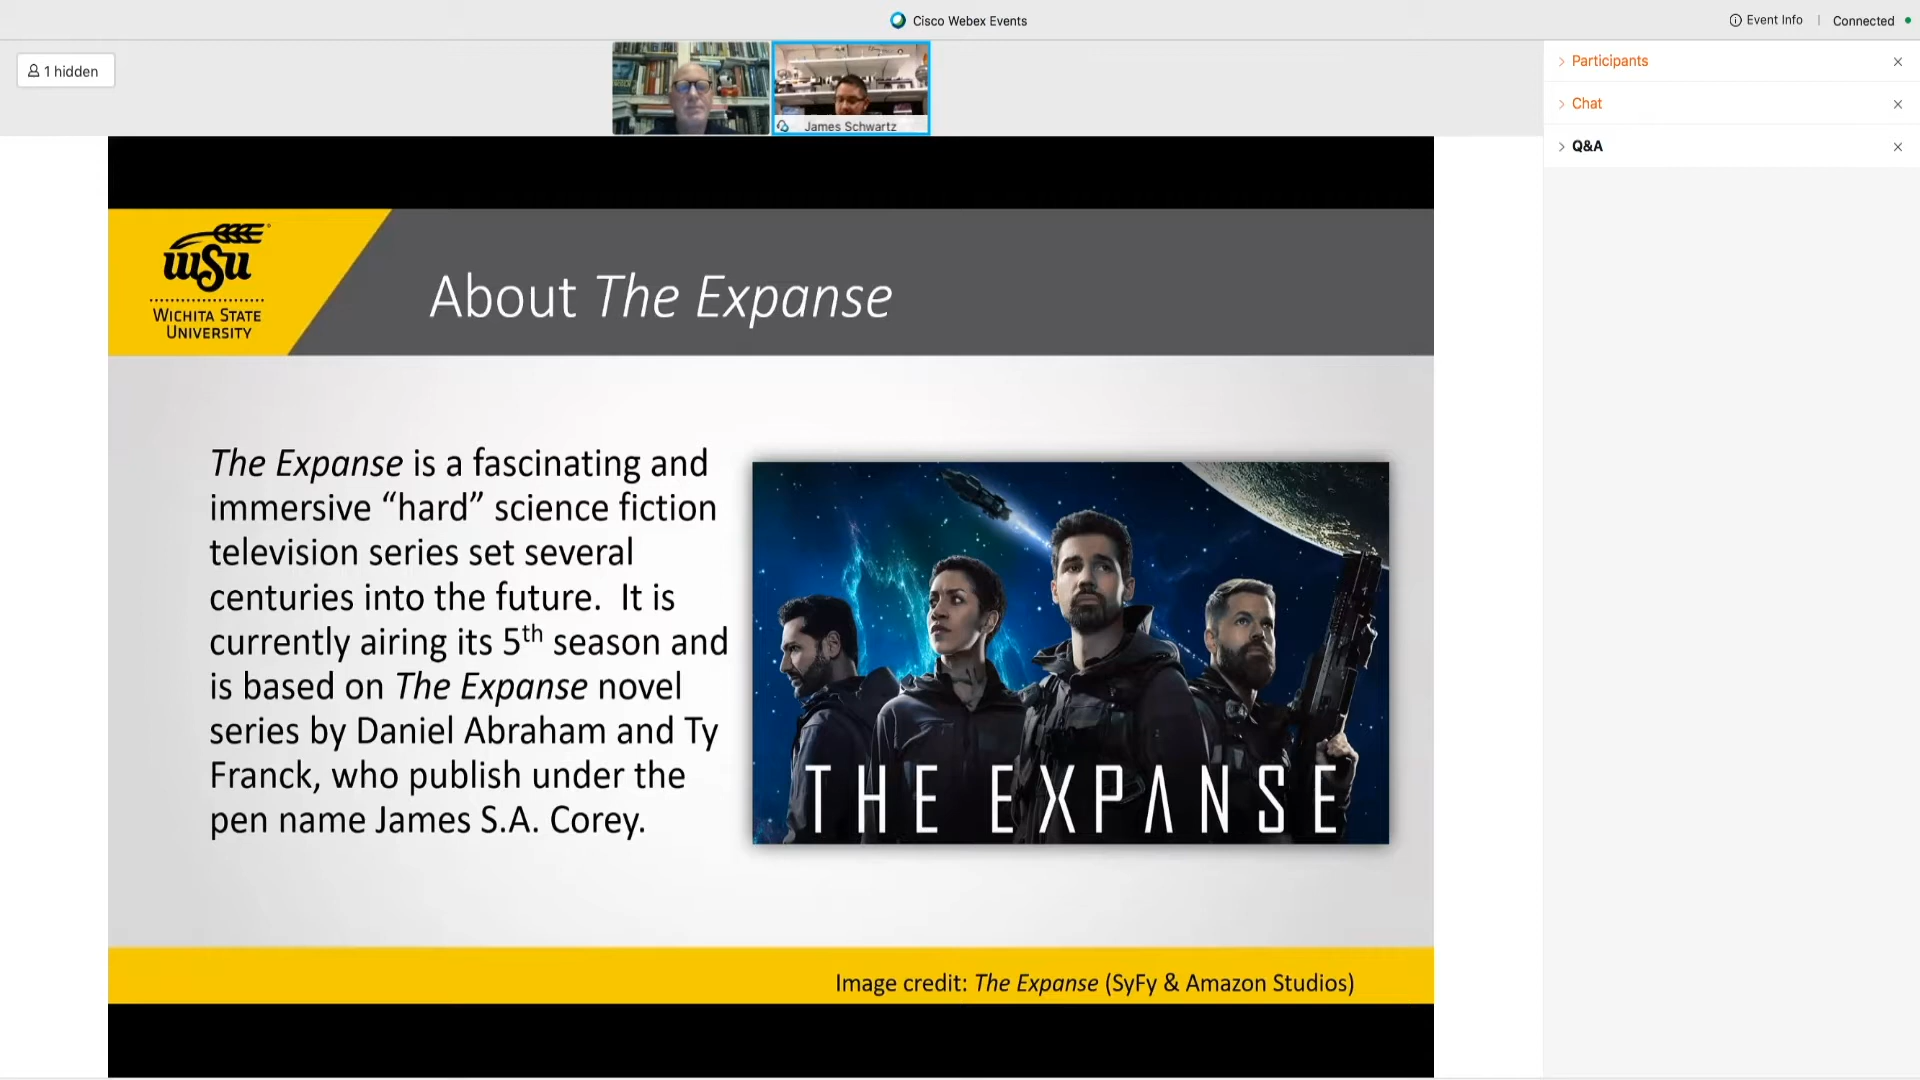 Cisco Webex Events
Event Info
Connected
1 hidden
James Schwartz
Participants
Chat
Q&A
wsu
WICHITA STATE
UNIVERSITY
About The Expanse
The Expanse is a fascinating and
immersive “hard” science fiction
television series set several
centuries into the future. It is
currently airing its 5th season and
is based on The Expanse novel
series by Daniel Abraham and Ty
Franck, who publish under the
pen name James S.A. Corey.
THE EXPANSE
Image credit: The Expanse (SyFy & Amazon Studios)